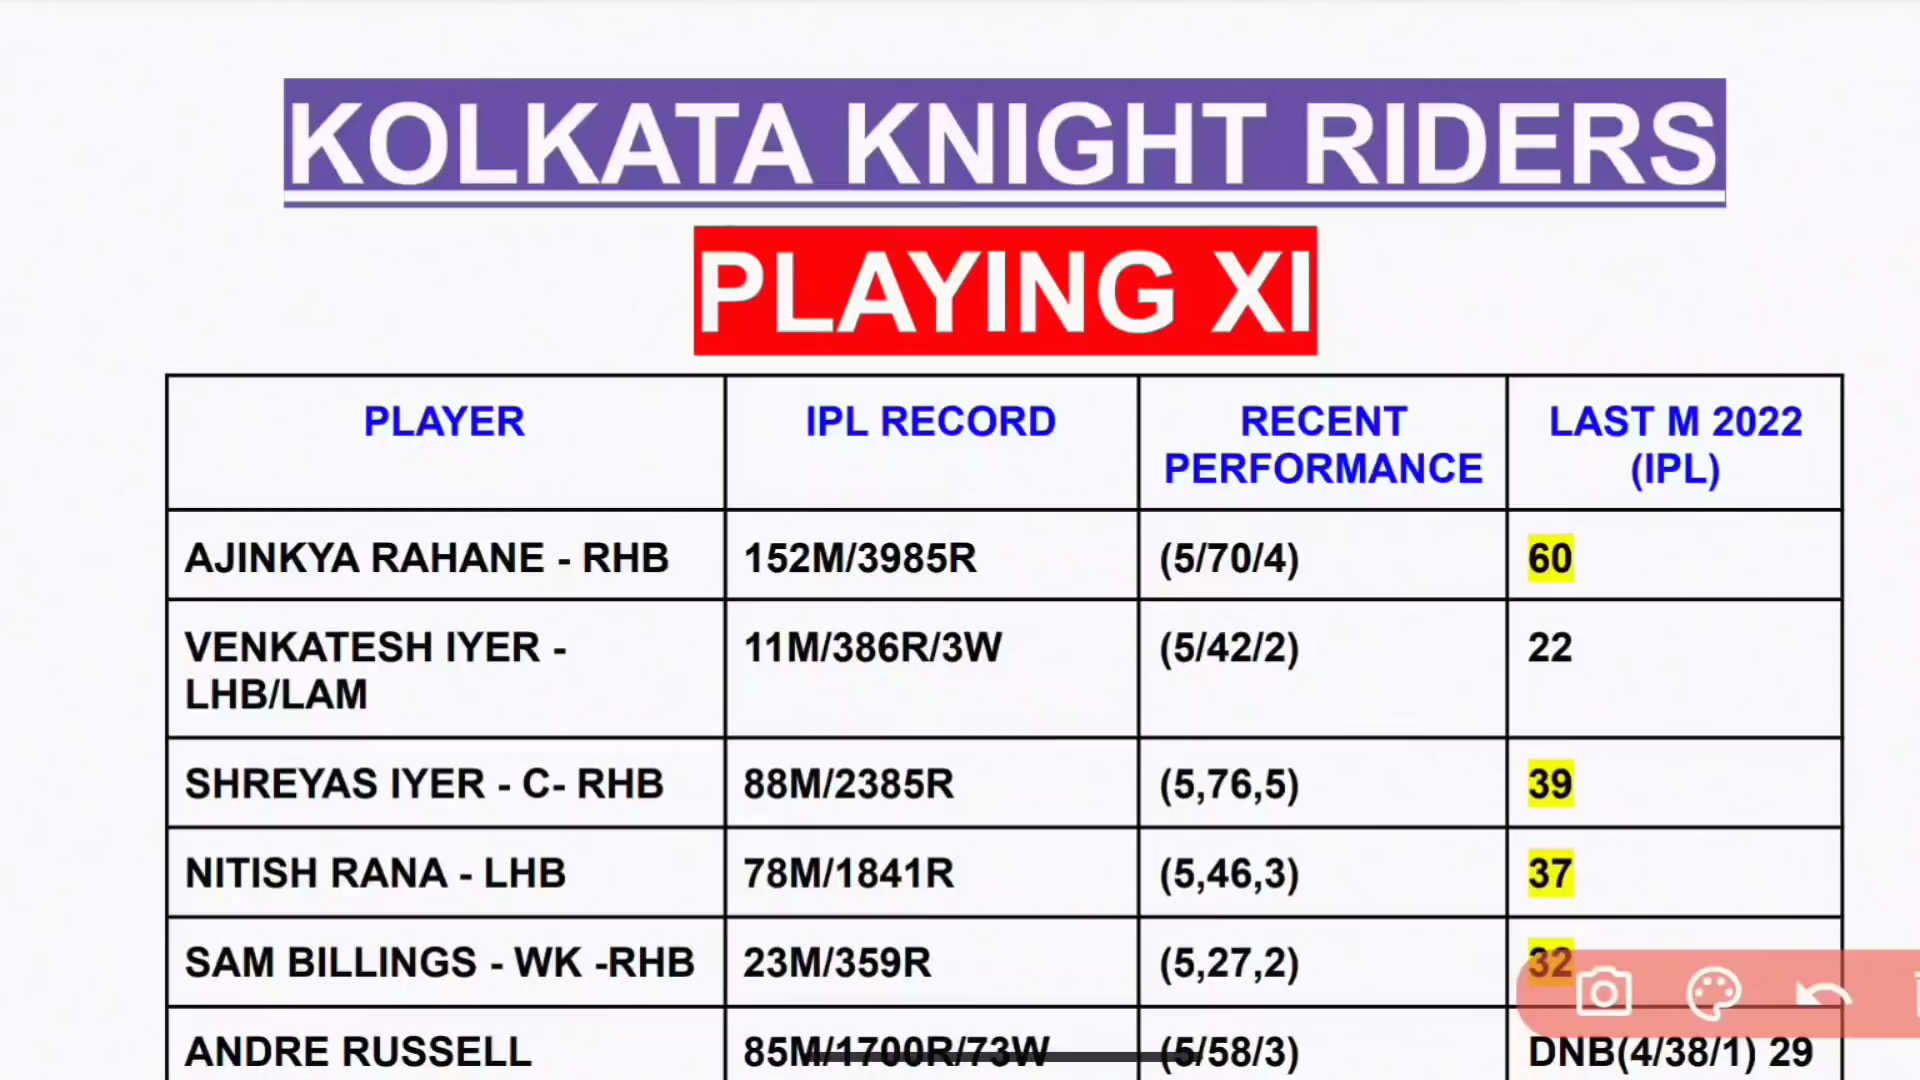 KOLKATA KNIGHT RIDERS
PLAYING XI
PLAYER IPL RECORD RECENT PERFORMANCE LAST M 2022 (IPL)
AJINKYA RAHANE - RHB 152M/3985R (5/70/4) 60
VENKATESH IYER - LHB/LAM 11M/386R/3W (5/42/2) 22
SHREYAS IYER - C- RHB 88M/2385R (5,76,5) 39
NITISH RANA - LHB 78M/1841R (5,46,3) 37
SAM BILLINGS - WK -RHB 23M/359R (5,27,2) 32
ANDRE RUSSELL 85M/1700R/73W (5/58/3) DNB(4/38/1) 29